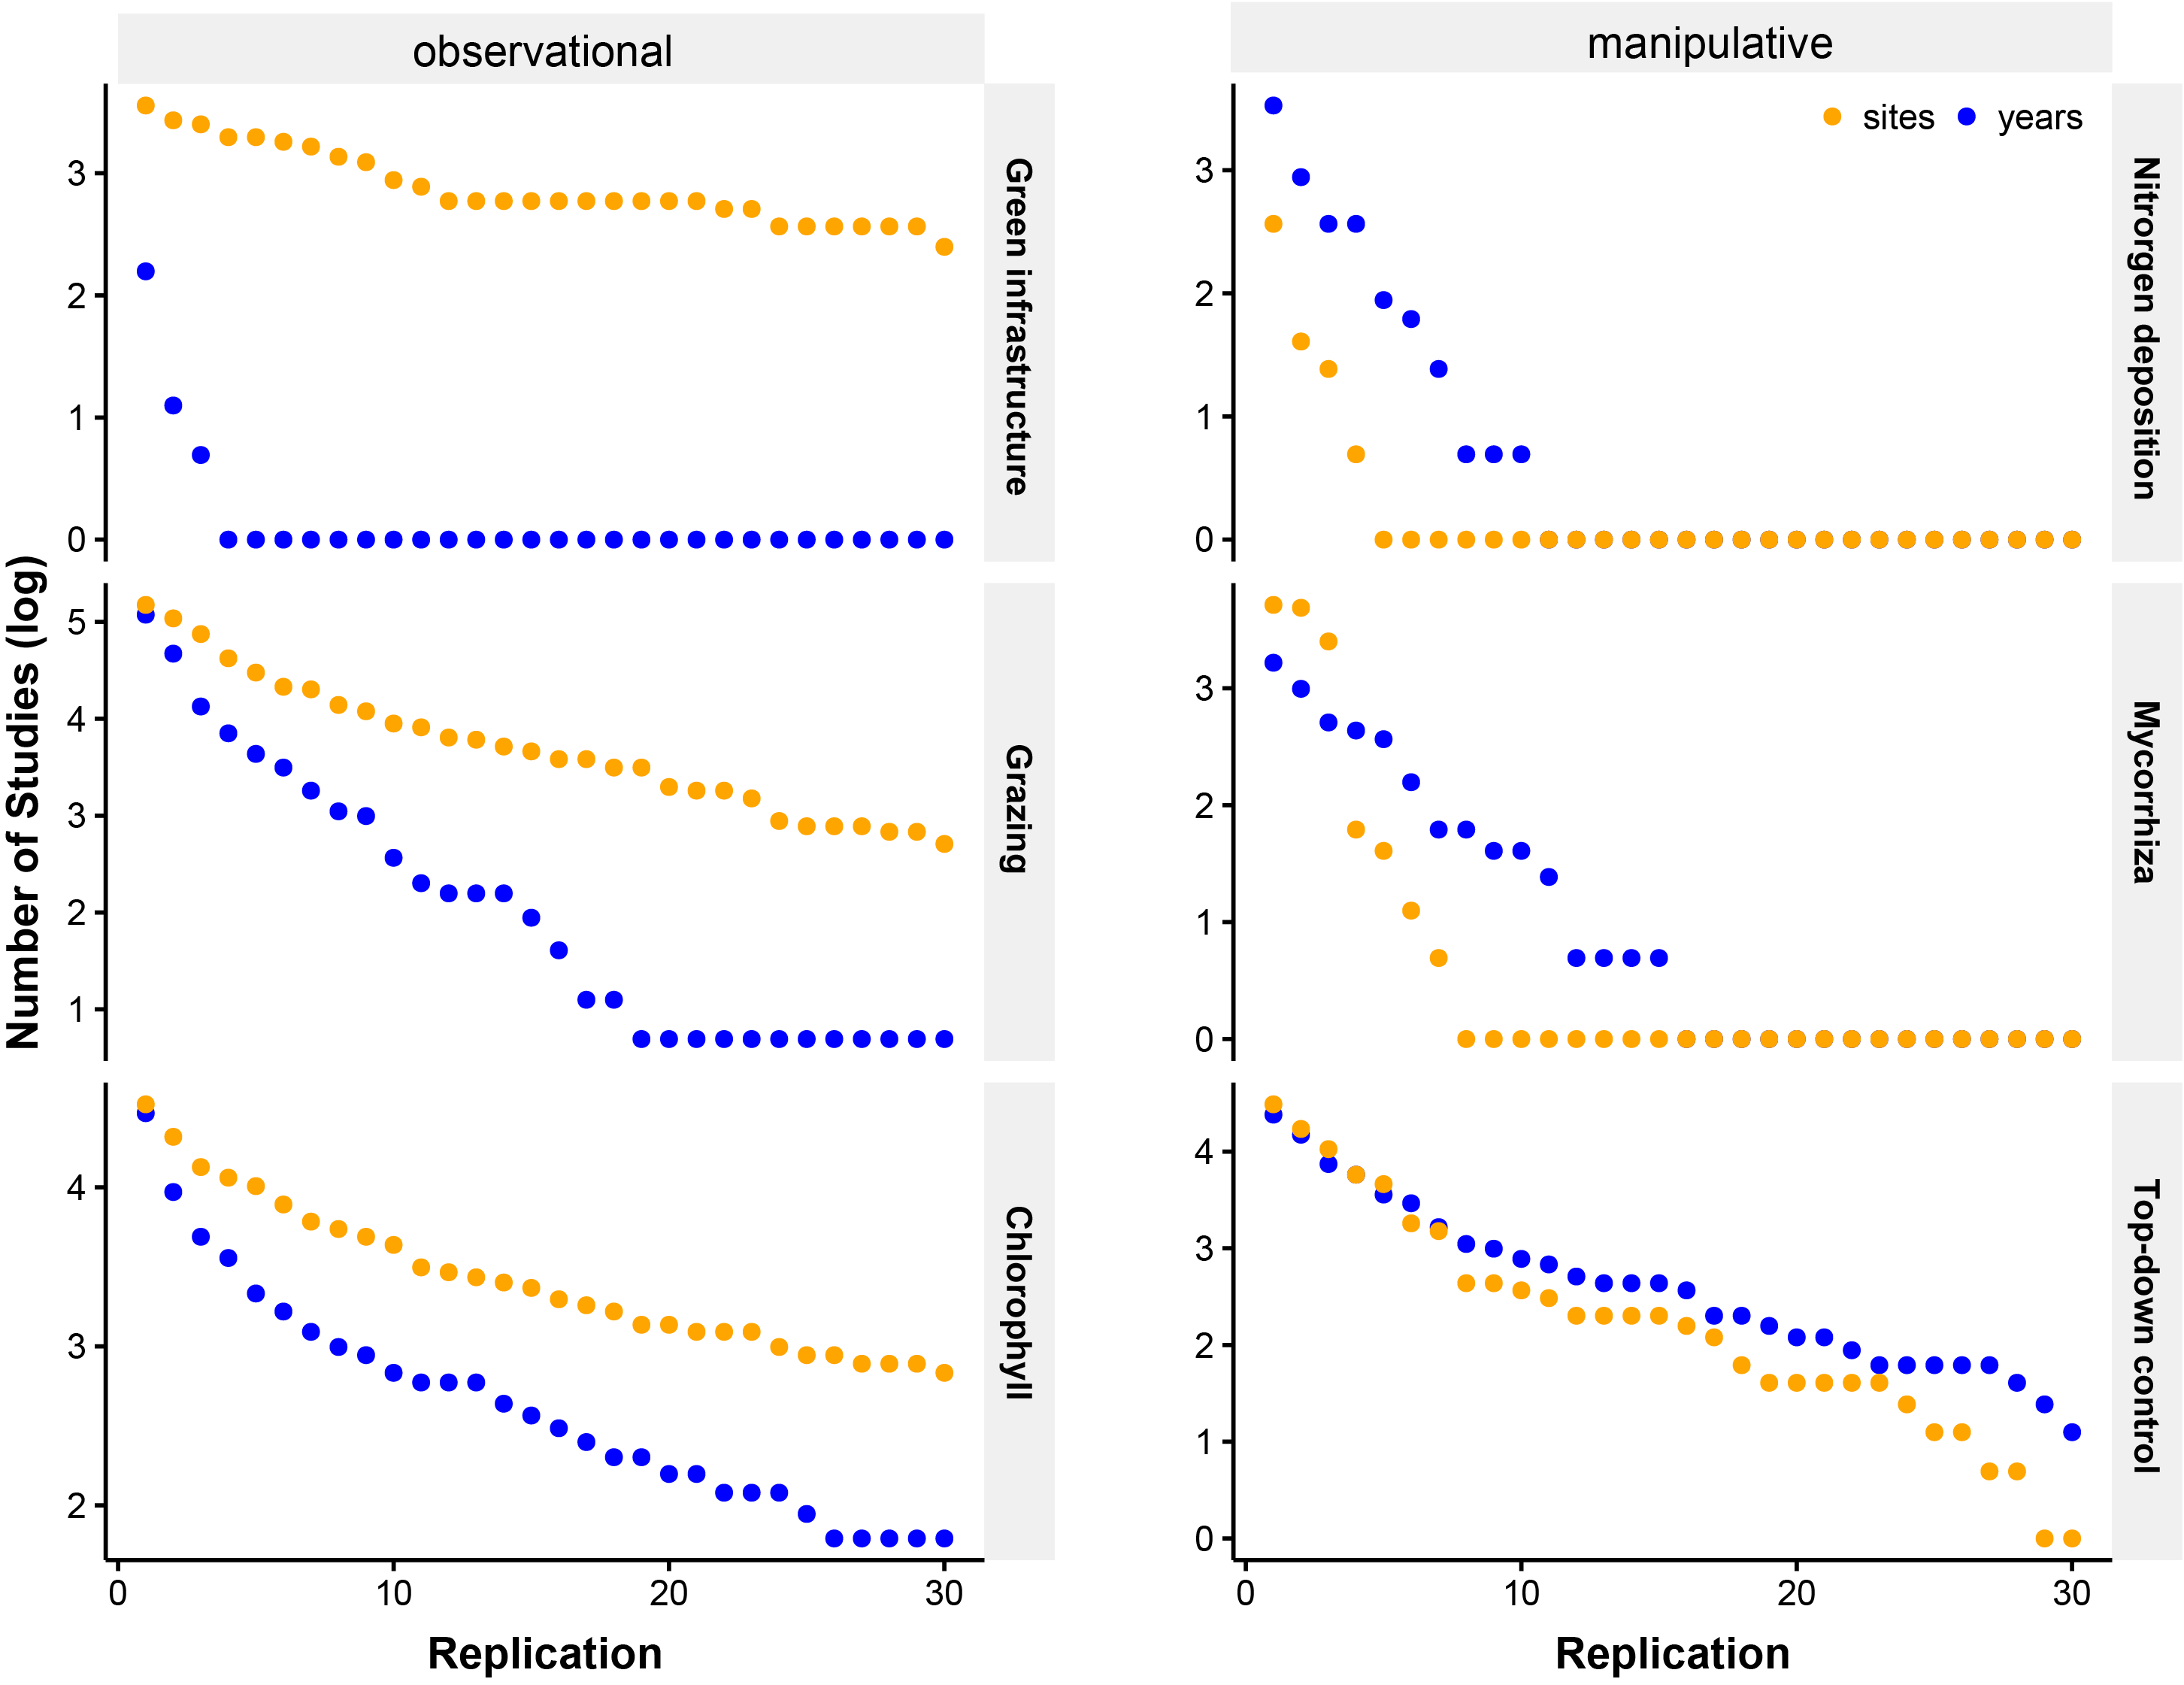 observational
manipulative
sites years
3
2
1
0
Green infrastructure
3
2
1
0
Nitrorgen deposition
Number of Studies (log)
5
4
3
2
1
Grazing
3
2
1
0
Mycorrhiza
4
3
2
Chlorophyll
4
3
2
1
0
Top-down control
0 10 20 30
0 10 20 30
Replication
Replication